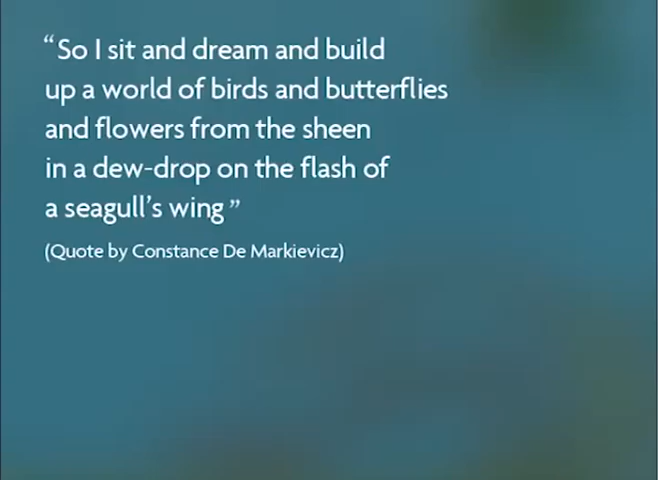 “So I sit and dream and build
up a world of birds and butterflies
and flowers from the sheen
in a dew-drop on the flash of
a seagull’s wing”
(Quote by Constance De Markievicz)